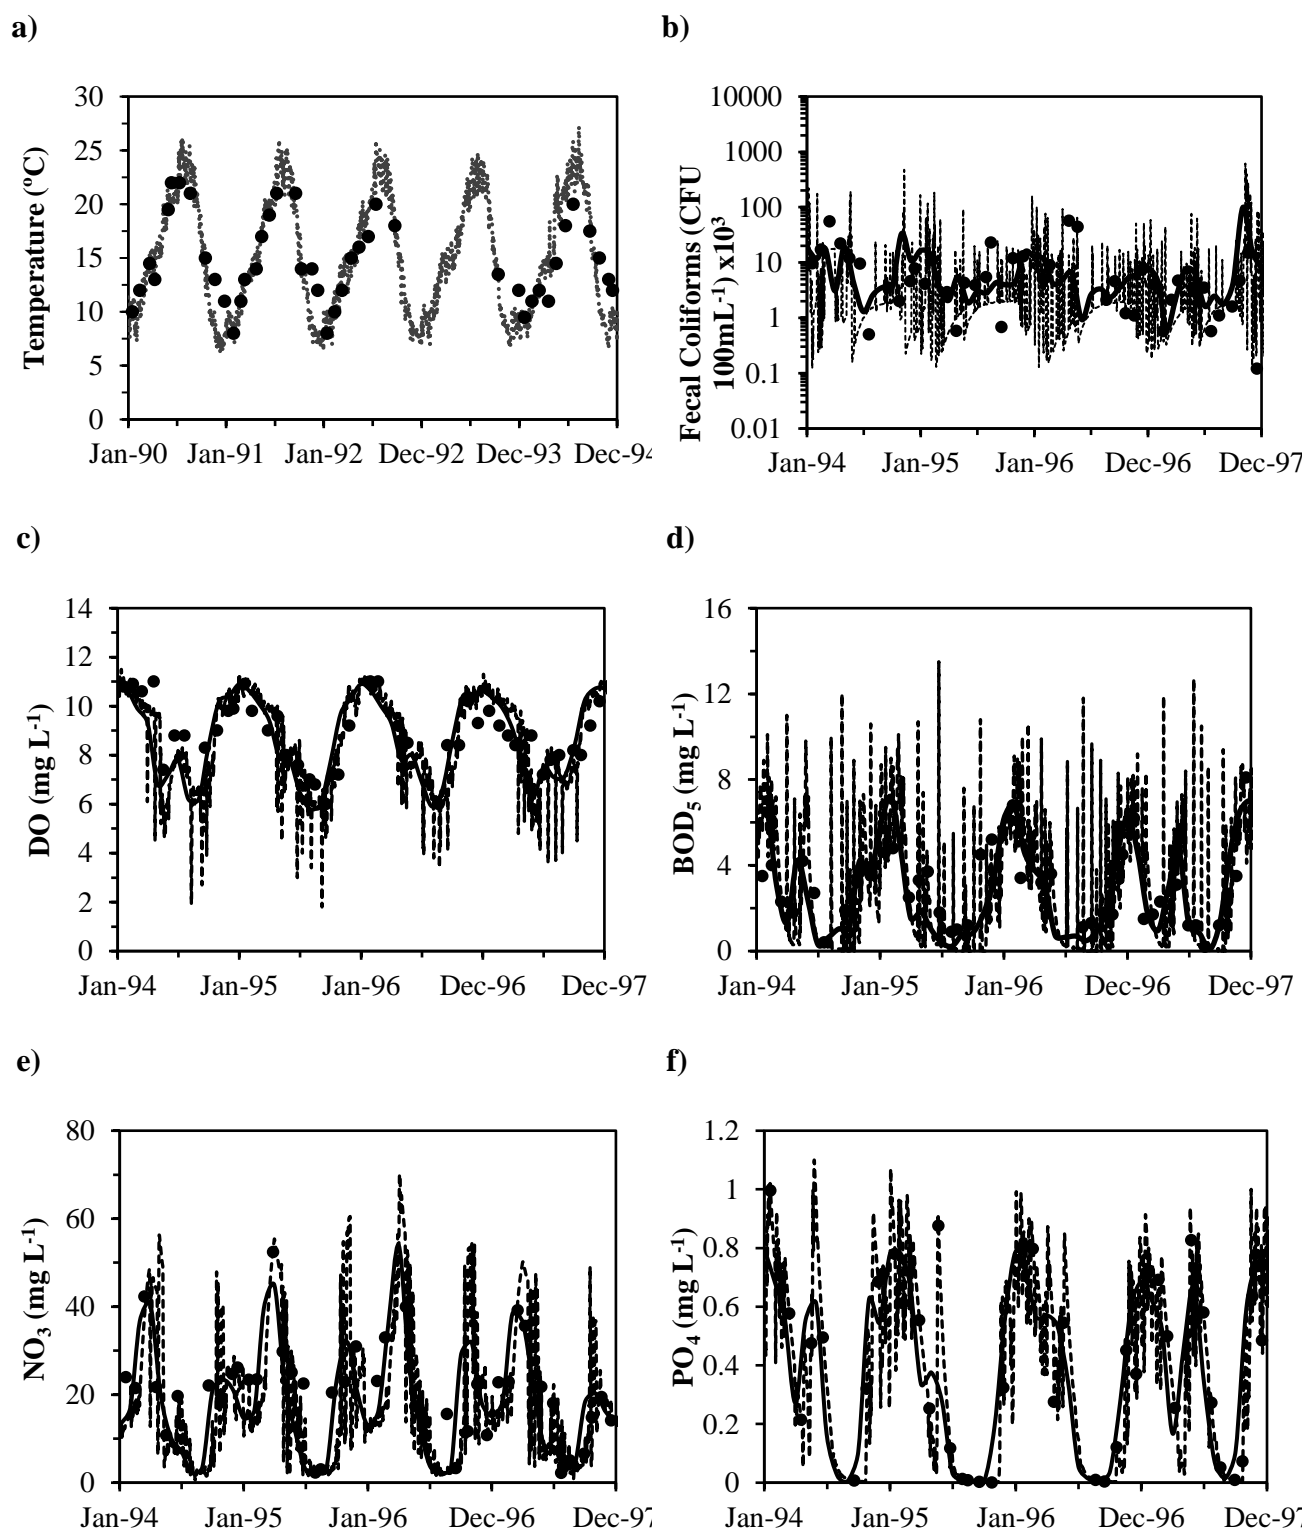 a)
b)
30
25
20
15
10
5
0
Temperature (ºC)
Jan-90 Jan-91 Jan-92 Dec-92 Dec-93 Dec-94
10000
1000
100
10
1
0.1
0.01
Fecal Coliforms (CFU
100mL⁻¹) x10³
Jan-94 Jan-95 Jan-96 Dec-96 Dec-97
c)
d)
14
12
10
8
6
4
2
0
DO (mg L⁻¹)
Jan-94 Jan-95 Jan-96 Dec-96 Dec-97
16
12
8
4
0
BOD₅ (mg L⁻¹)
Jan-94 Jan-95 Jan-96 Dec-96 Dec-97
e)
f)
80
60
40
20
0
NO₃ (mg L⁻¹)
Jan-94 Jan-95 Jan-96 Dec-96 Dec-97
1.2
1
0.8
0.6
0.4
0.2
0
PO₄ (mg L⁻¹)
Jan-94 Jan-95 Jan-96 Dec-96 Dec-97